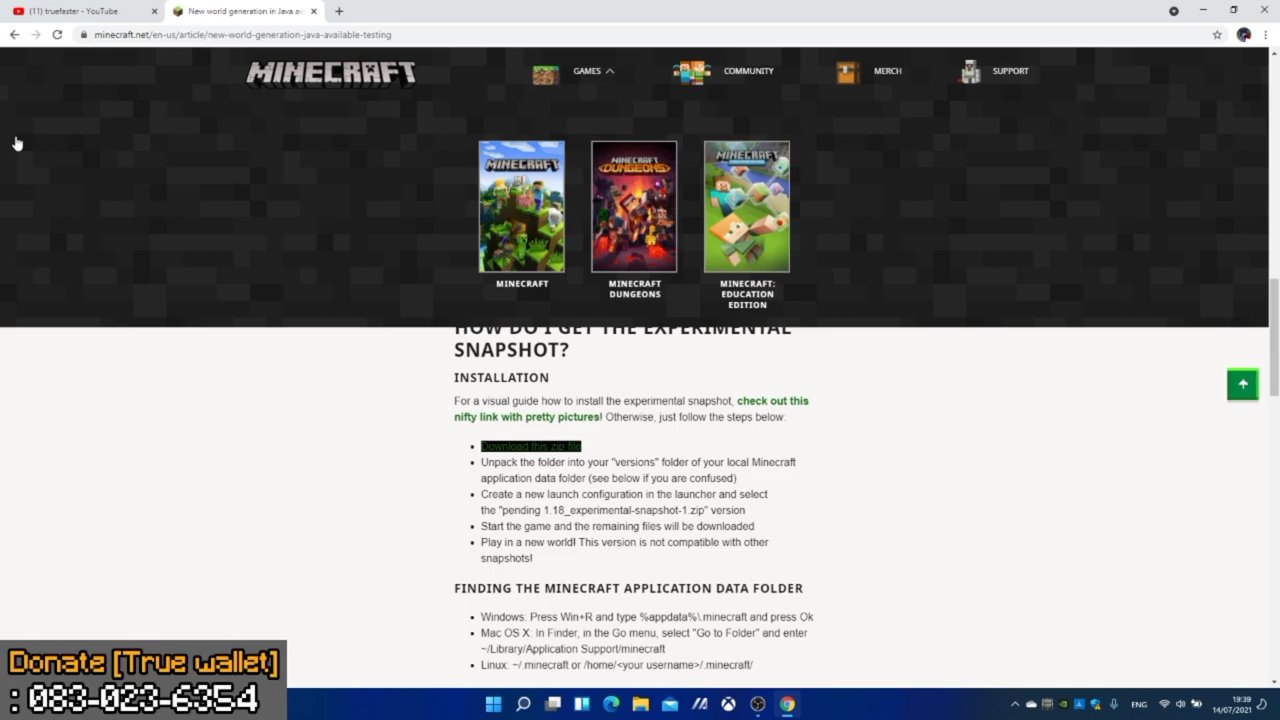 (11) truefaster - YouTube
New world generation in Java av
minecraft.net/en-us/article/new-world-generation-java-available-testing
MINECRAFT
GAMES
COMMUNITY
MERCH
SUPPORT
MINECRAFT
MINECRAFT DUNGEONS
MINECRAFT
MINECRAFT
MINECRAFT
DUNGEONS
MINECRAFT:
EDUCATION
EDITION
HOW DO I GET THE EXPERIMENTAL
SNAPSHOT?
INSTALLATION
For a visual guide how to install the experimental snapshot, check out this
nifty link with pretty pictures! Otherwise, just follow the steps below:
Download this zip file
Unpack the folder into your "versions" folder of your local Minecraft
application data folder (see below if you are confused)
Create a new launch configuration in the launcher and select
the "pending 1.18_experimental-snapshot-1.zip" version
Start the game and the remaining files will be downloaded
Play in a new world! This version is not compatible with other
snapshots!
FINDING THE MINECRAFT APPLICATION DATA FOLDER
Windows: Press Win+R and type %appdata%\.minecraft and press Ok
Mac OS X: In Finder, in the Go menu, select "Go to Folder" and enter
~/Library/Application Support/minecraft
Linux: ~/.minecraft or /home/<your username>/.minecraft/
Donate [True wallet]
: 083-023-6354
ENG
19:39
14/07/2021